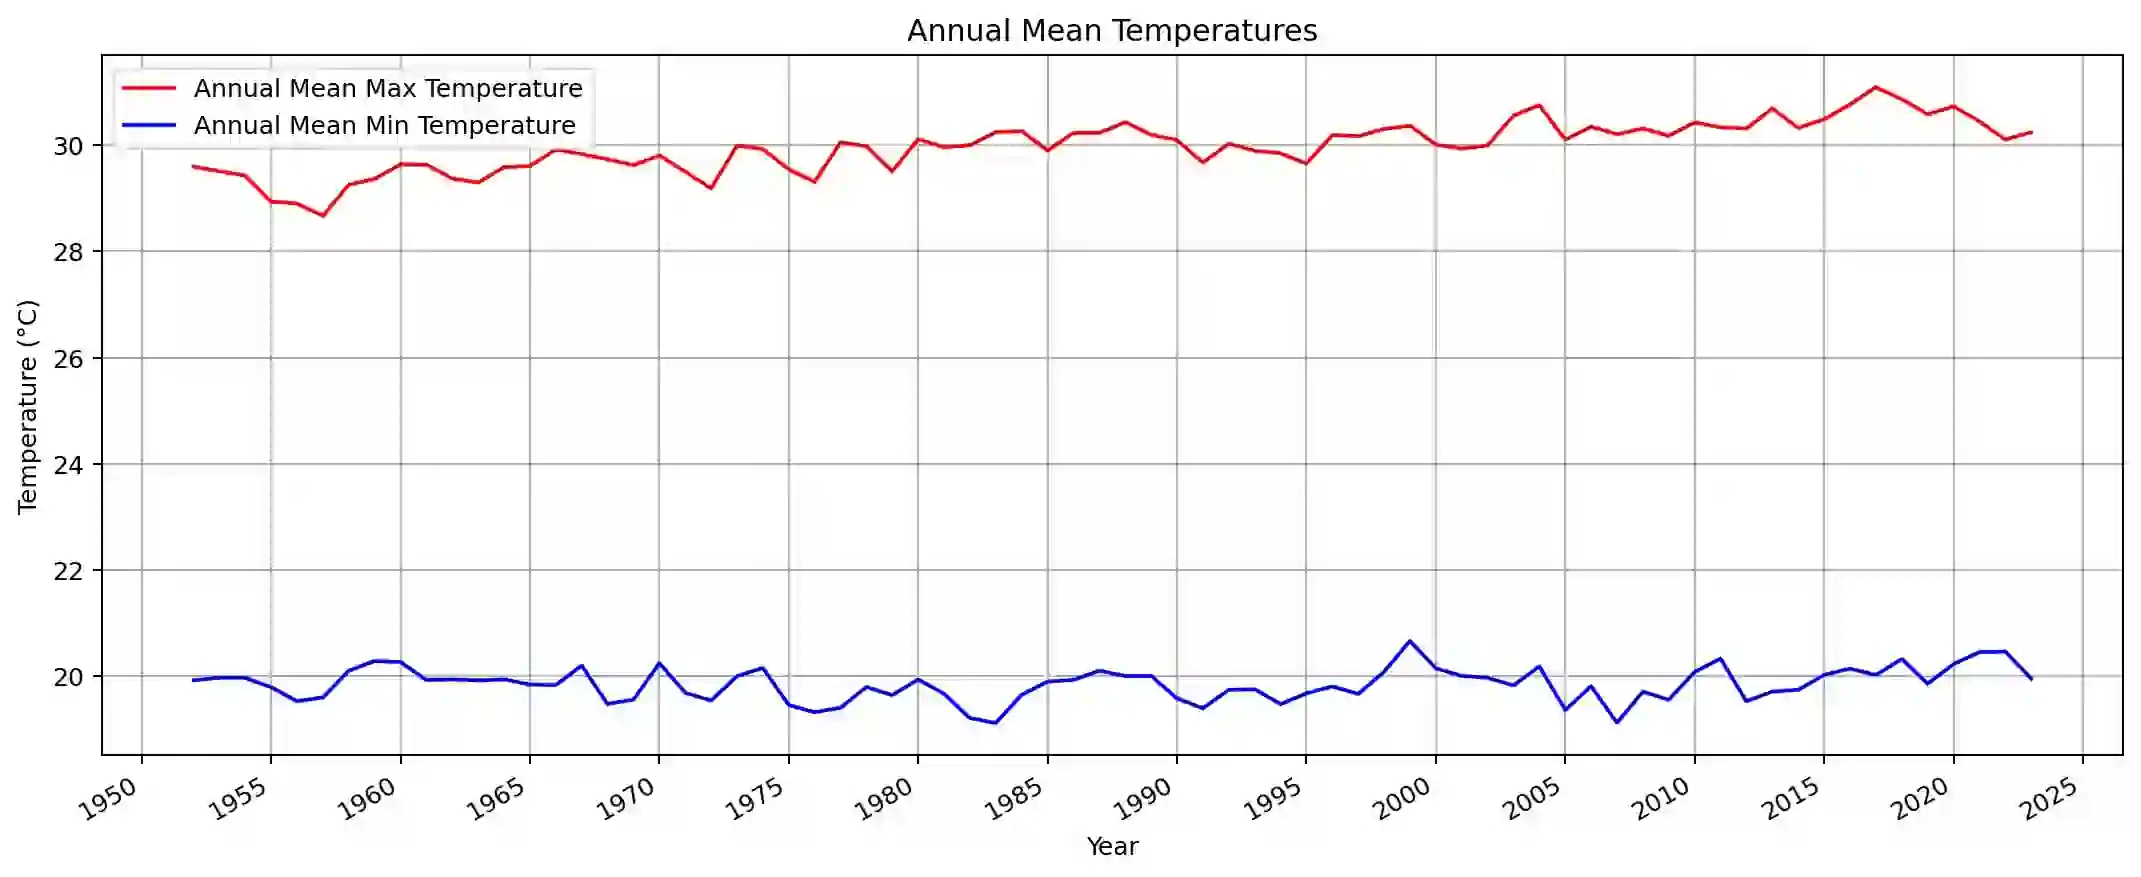 Annual Mean Temperatures
Annual Mean Max Temperature
Annual Mean Min Temperature
Temperature (°C)
30
28
26
24
22
20
1950 1955 1960 1965 1970 1975 1980 1985 1990 1995 2000 2005 2010 2015 2020 2025
Year